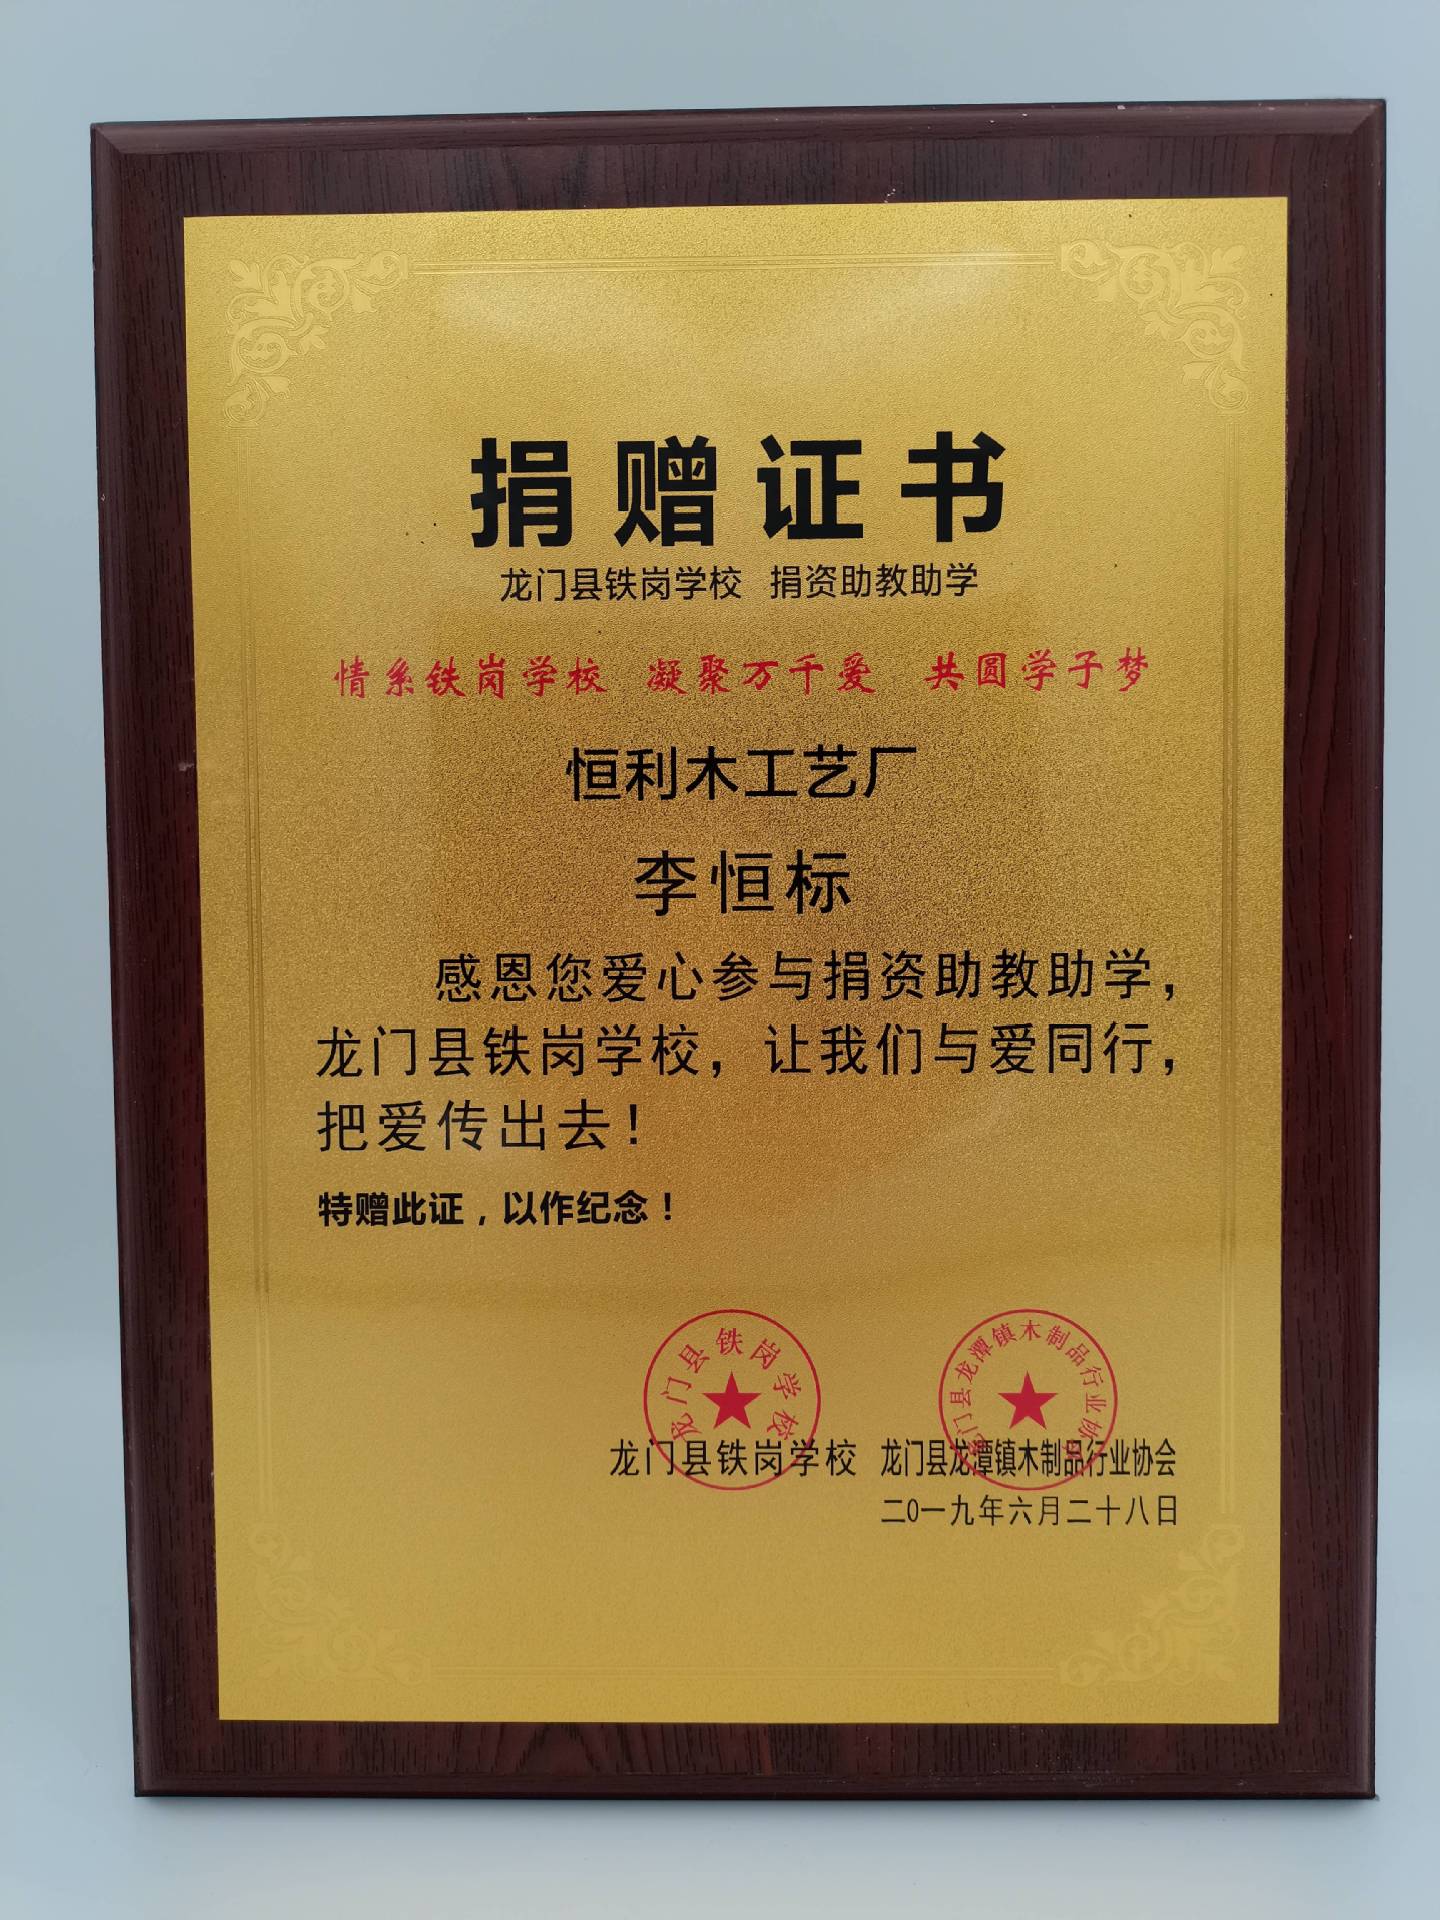 捐赠证书
龙门县铁岗学校 捐资助教助学
情系铁岗学校 凝聚万千爱 共圆学子梦
恒利木工艺厂
李恒标
感恩您爱心参与捐资助教助学，
龙门县铁岗学校，让我们与爱同行，
把爱传出去！
特赠此证，以作纪念！
龙门县铁岗学校
龙门县龙潭镇木制品行业协会
龙门县铁岗学校 龙门县龙潭镇木制品行业协会
二0一九年六月二十八日